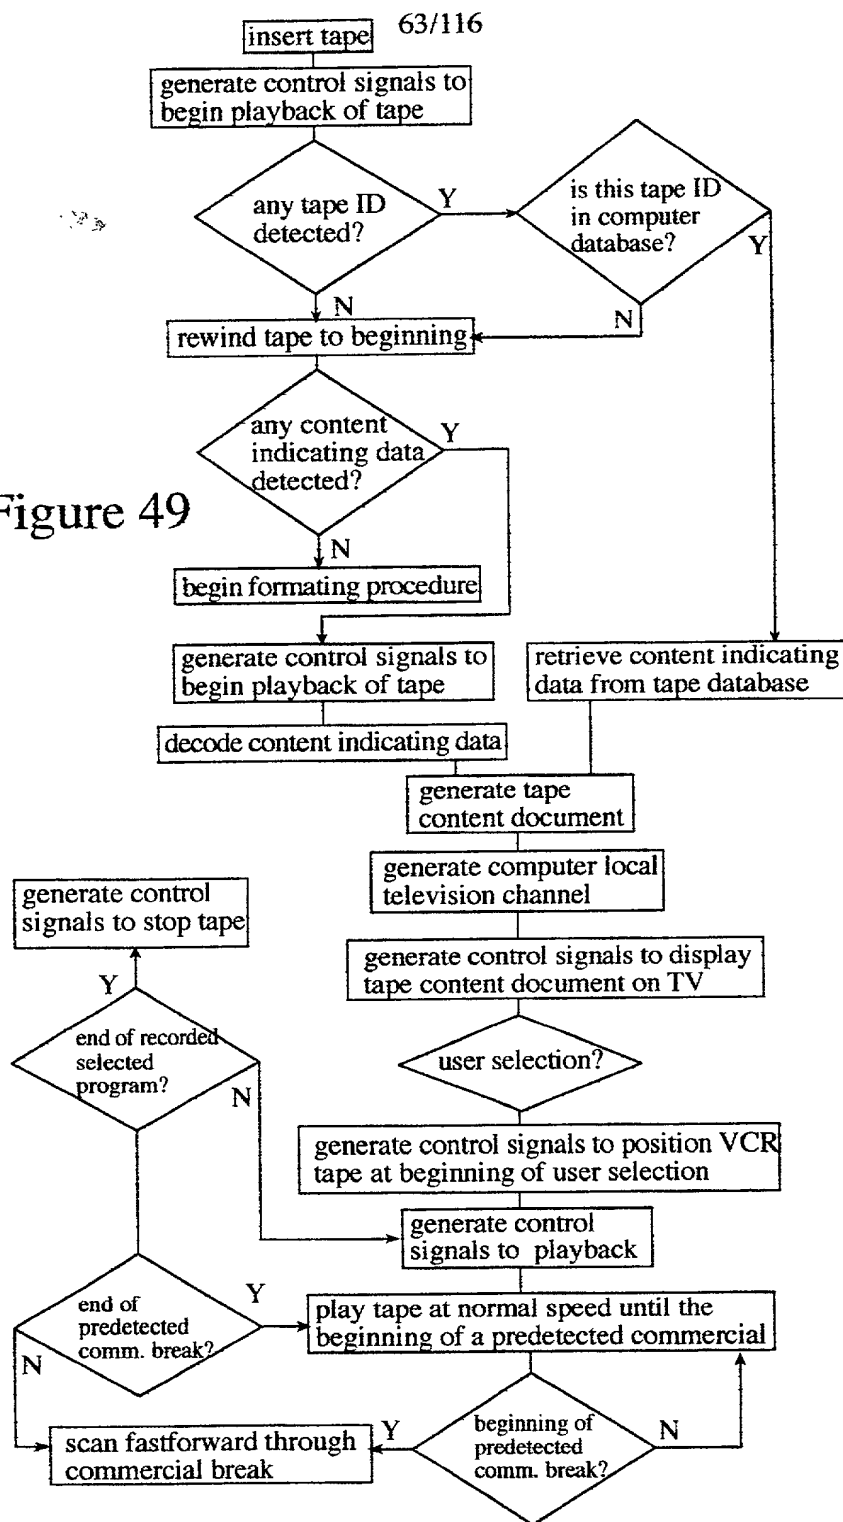 63/116
insert tape
generate control signals to
begin playback of tape
any tape ID
detected?
Y
is this tape ID
in computer
database?
Y
N
N
rewind tape to beginning
any content
indicating data
detected?
Y
Figure 49
N
begin formating procedure
generate control signals to
begin playback of tape
retrieve content indicating
data from tape database
decode content indicating data
generate tape
content document
generate computer local
television channel
generate control
signals to stop tape
generate control signals to display
tape content document on TV
Y
end of recorded
selected
program?
N
user selection?
generate control signals to position VCR
tape at beginning of user selection
generate control
signals to playback
end of
predetected
comm. break?
Y
N
play tape at normal speed until the
beginning of a predetected commercial
scan fastforward through
commercial break
Y
beginning of
predetected
comm. break?
N